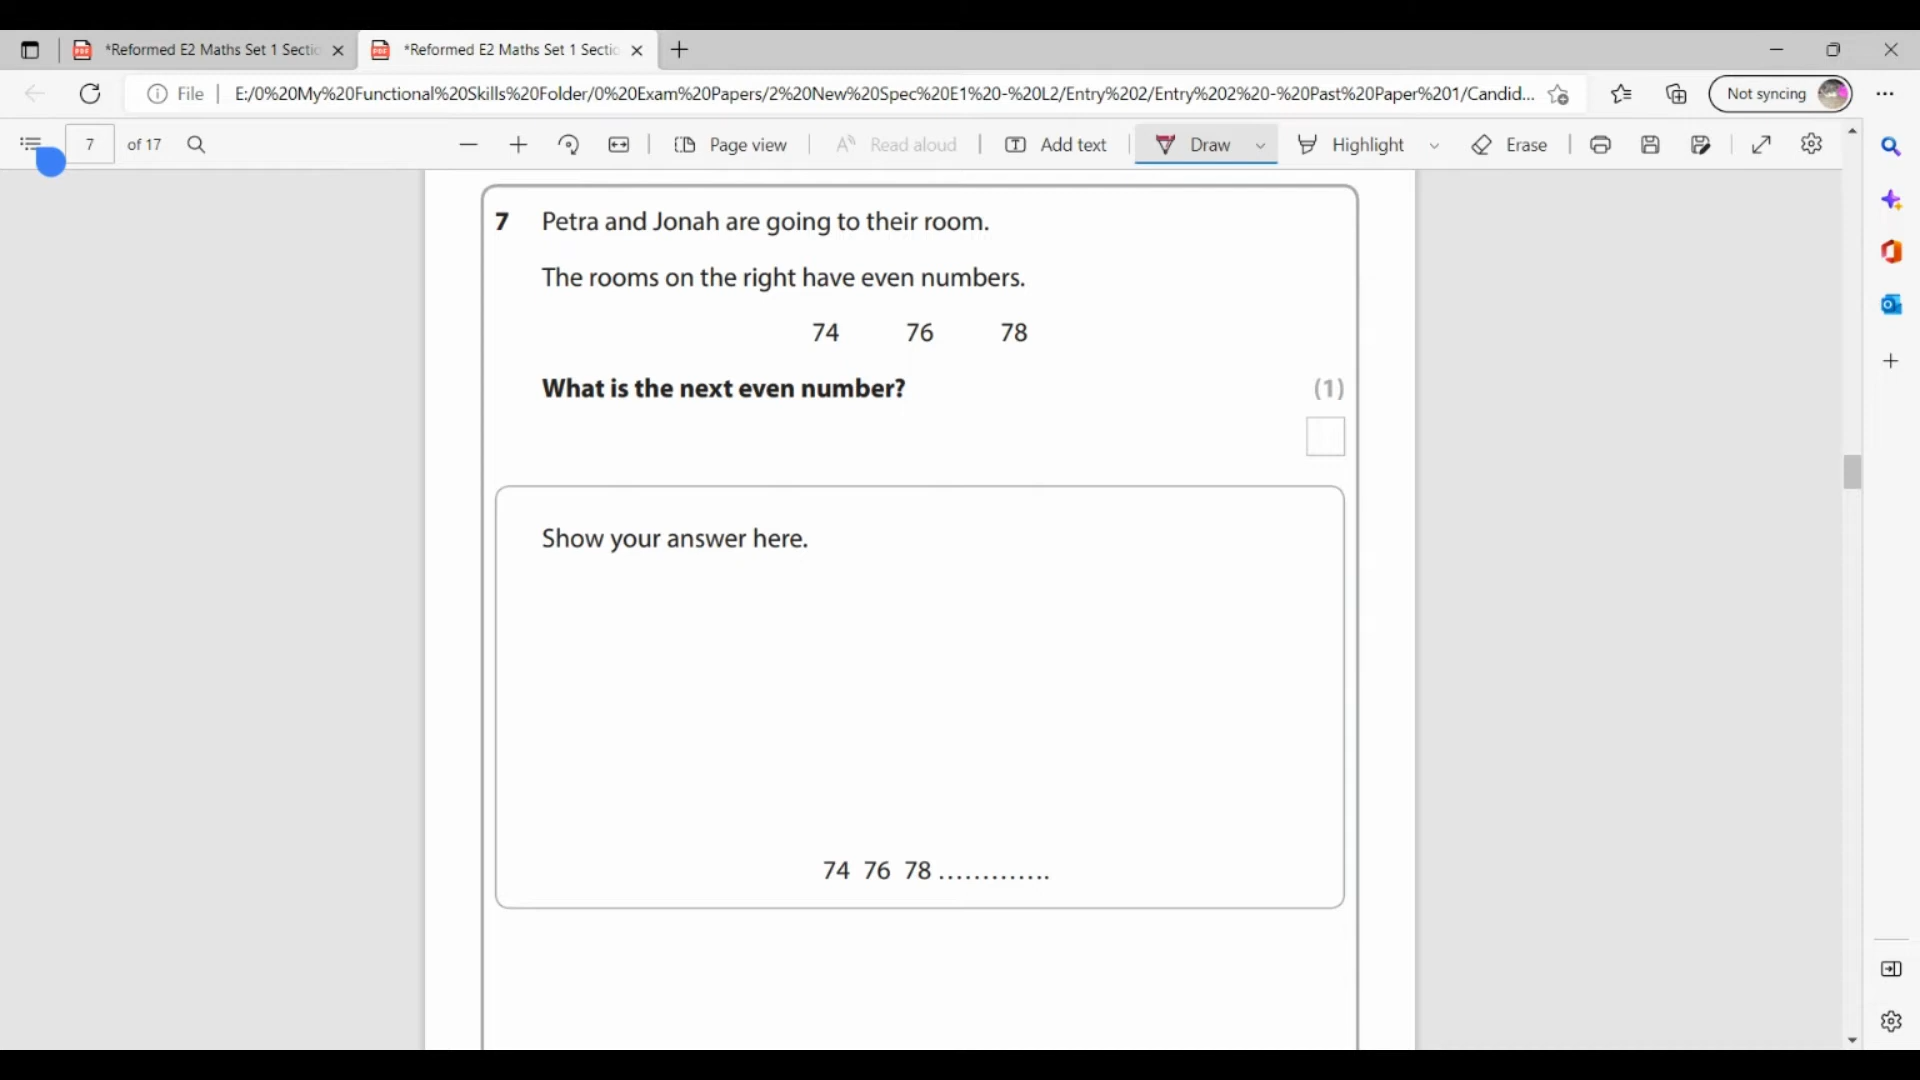 *Reformed E2 Maths Set 1 Sectio
*Reformed E2 Maths Set 1 Sectio
File
E:/0%20My%20Functional%20Skills%20Folder/0%20Exam%20Papers/2%20New%20Spec%20E1%20-%20L2/Entry%202/Entry%202%20-%20Past%20Paper%201/Candid...
Not syncing
7 of 17
Page view
Read aloud
Add text
Draw
Highlight
Erase
7 Petra and Jonah are going to their room.
The rooms on the right have even numbers.
74 76 78
What is the next even number? (1)
Show your answer here.
74 76 78 .............